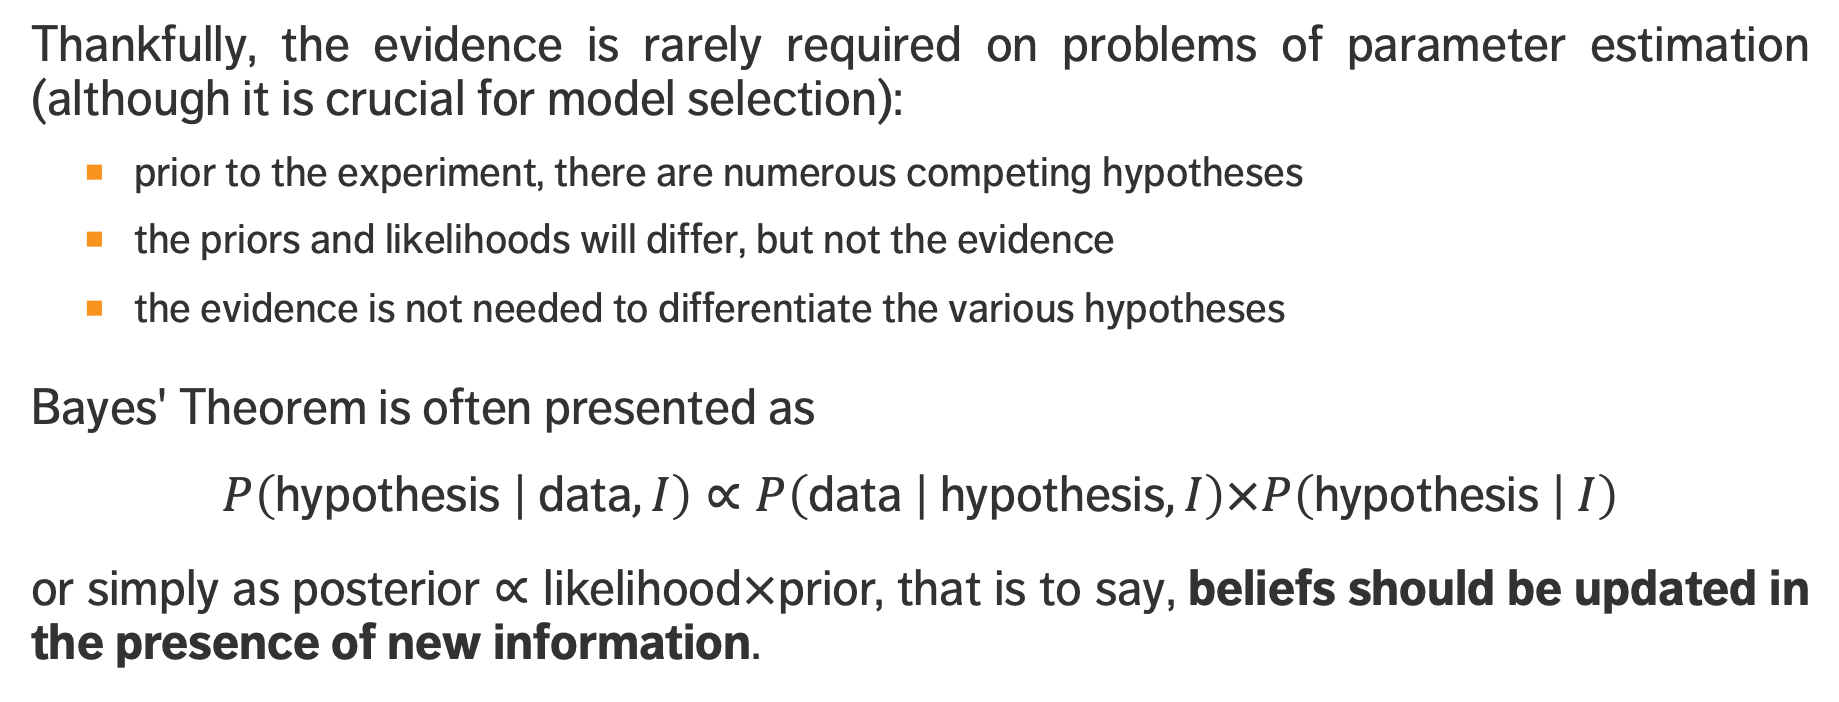 Thankfully, the evidence is rarely required on problems of parameter estimation
(although it is crucial for model selection):
▪ prior to the experiment, there are numerous competing hypotheses
▪ the priors and likelihoods will differ, but not the evidence
▪ the evidence is not needed to differentiate the various hypotheses
Bayes' Theorem is often presented as
P(hypothesis | data, I) ∝ P(data | hypothesis, I)×P(hypothesis | I)
or simply as posterior ∝ likelihood×prior, that is to say, beliefs should be updated in
the presence of new information.